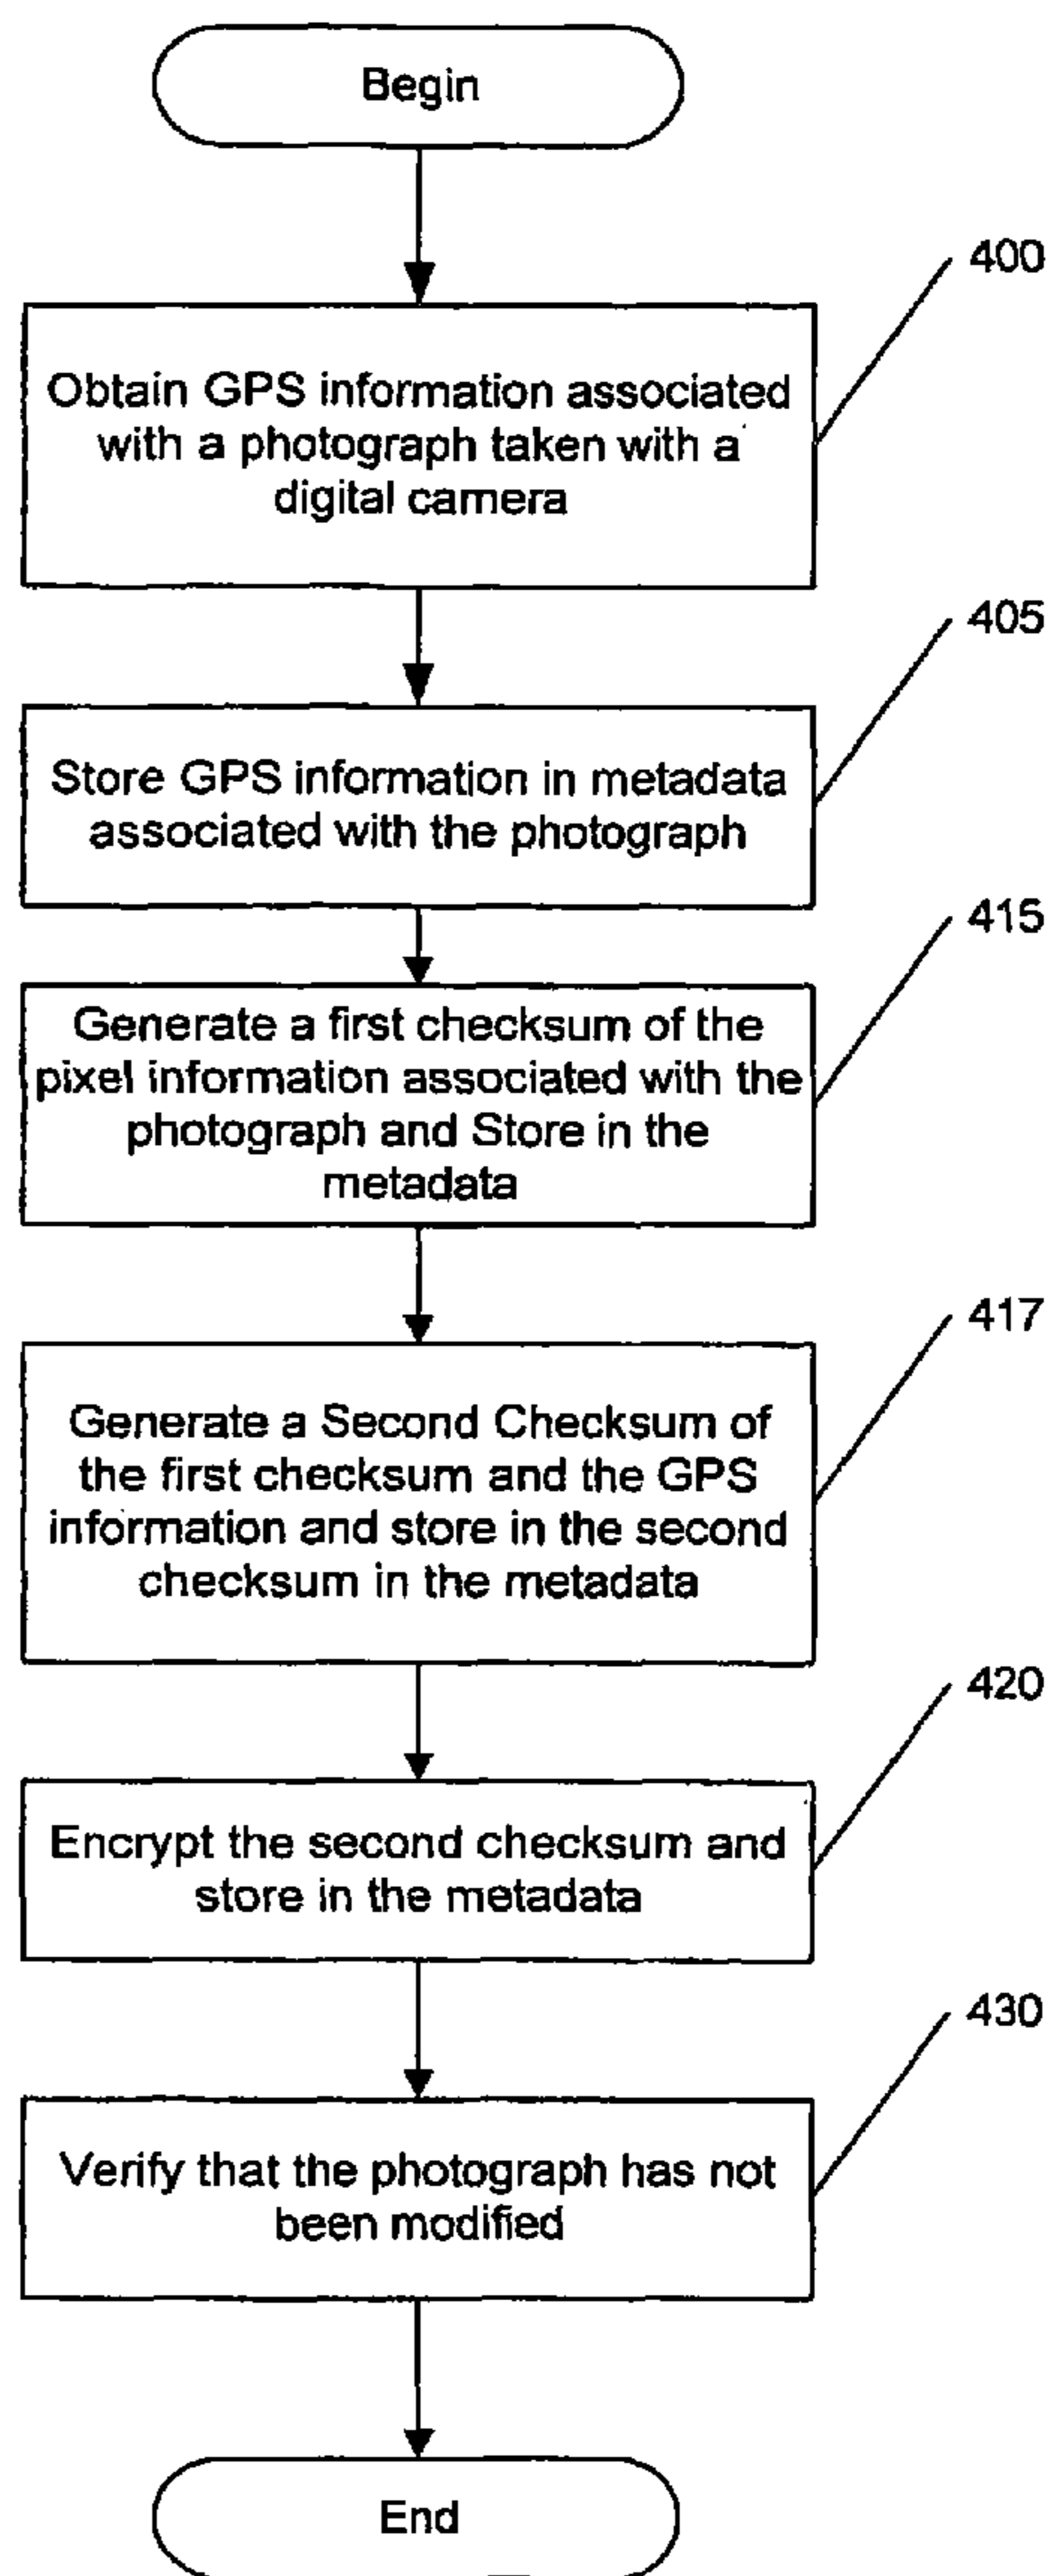 Begin
400
Obtain GPS information associated
with a photograph taken with a
digital camera
405
Store GPS information in metadata
associated with the photograph
415
Generate a first checksum of the
pixel information associated with the
photograph and Store in the
metadata
417
Generate a Second Checksum of
the first checksum and the GPS
information and store in the second
checksum in the metadata
420
Encrypt the second checksum and
store in the metadata
430
Verify that the photograph has not
been modified
End